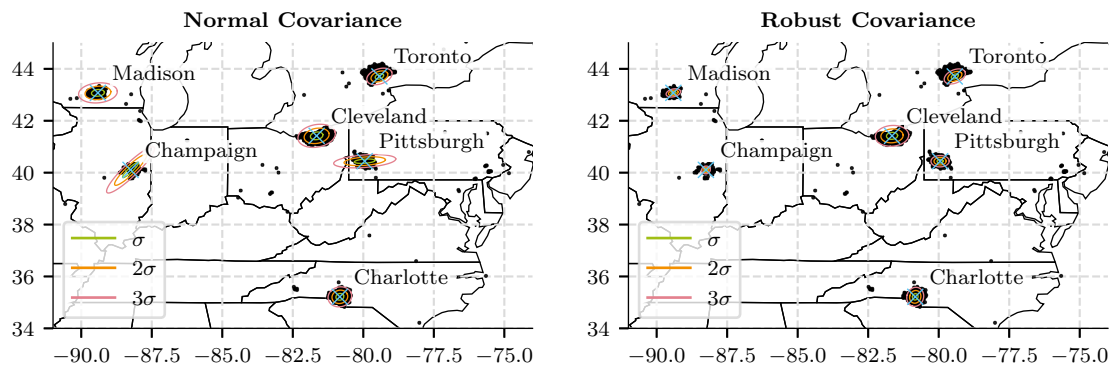 Normal Covariance
44
42
40
38
36
34
−90.0 −87.5 −85.0 −82.5 −80.0 −77.5 −75.0
Toronto
Madison
Cleveland
Pittsburgh
Champaign
Charlotte
σ
2σ
3σ
Robust Covariance
−90.0 −87.5 −85.0 −82.5 −80.0 −77.5 −75.0
Toronto
Madison
Cleveland
Pittsburgh
Champaign
Charlotte
σ
2σ
3σ